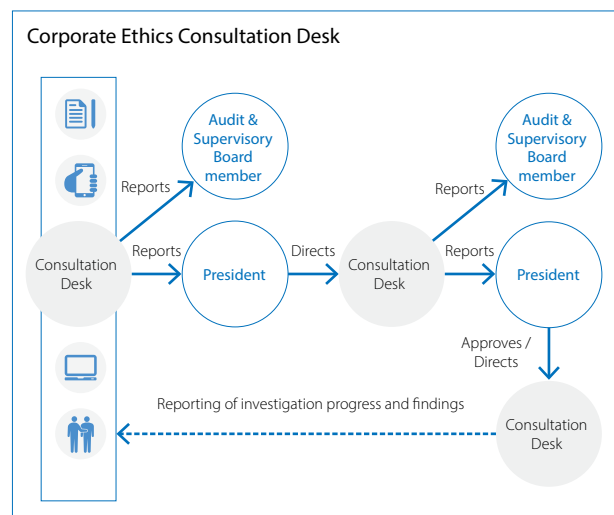 Corporate Ethics Consultation Desk
Audit &
Supervisory
Board
member
Audit &
Supervisory
Board
member
Reports
Reports
Consultation
Desk
Reports
President
Directs
Consultation
Desk
Reports
President
Approves /
Directs
Reporting of investigation progress and findings
Consultation
Desk